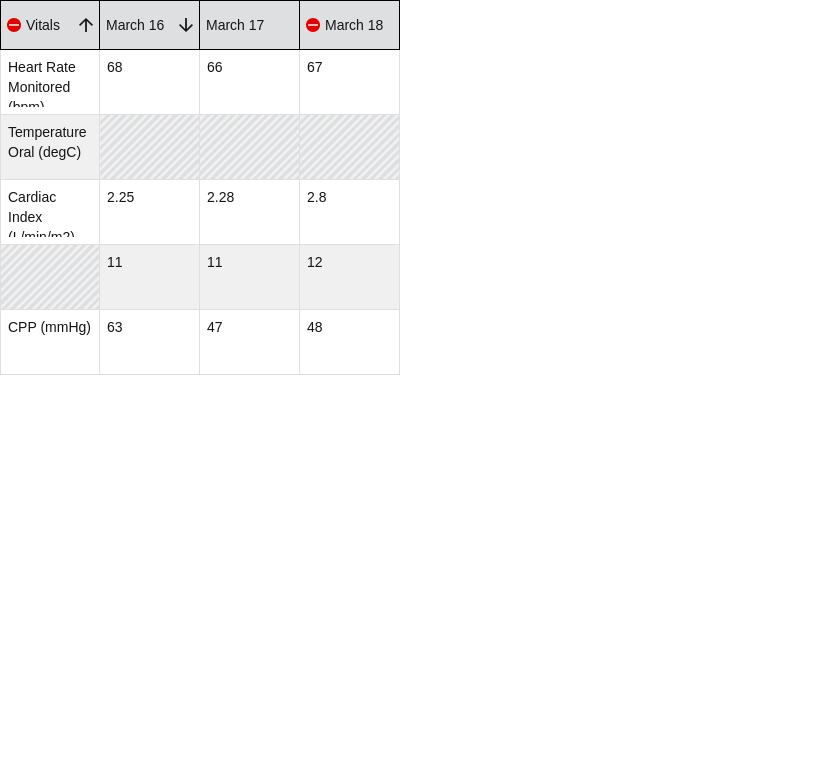 Vitals March 16 March 17 March 18
Heart Rate 68 66 67
Monitored
(bpm)
Temperature
Oral (degC)
Cardiac 2.25 2.28 2.8
Index
(L/min/m2)
11 11 12
CPP (mmHg) 63 47 48